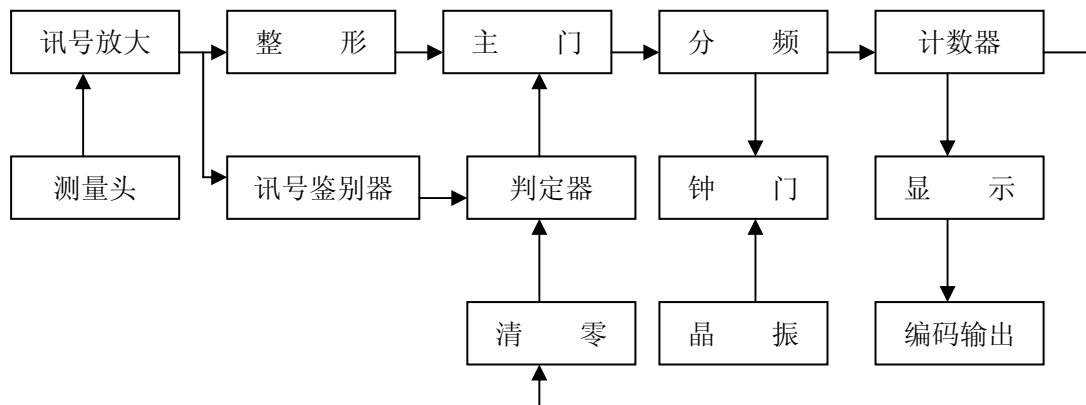 讯号放大
整 形
主 门
分 频
计数器
测量头
讯号鉴别器
判定器
钟 门
显 示
清 零
晶 振
编码输出